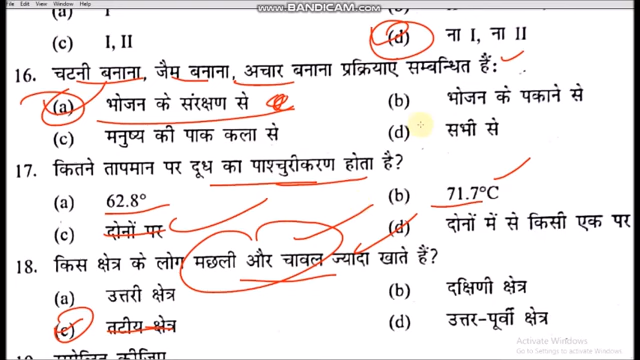 www.BANDICAM.com
(a) I
(c) I, II (d) ना I, ना II
16. चटनी बनाना, जैम बनाना, अचार बनाना प्रक्रियाए सम्बन्धित हैं:
(a) भोजन के संरक्षण से (b) भोजन के पकाने से
(c) मनुष्य की पाक कला से (d) सभी से
17. कितने तापमान पर दूध का पाश्चुरीकरण होता है?
(a) 62.8° (b) 71.7°C
(c) दोनों पर (d) दोनों में से किसी एक पर
18. किस क्षेत्र के लोग मछली और चावल ज्यादा खाते हैं?
(a) उत्तरी क्षेत्र (b) दक्षिणी क्षेत्र
(c) तटीय क्षेत्र (d) उत्तर-पूर्वी क्षेत्र
Activate Windows
Go to Settings to activate Windows.